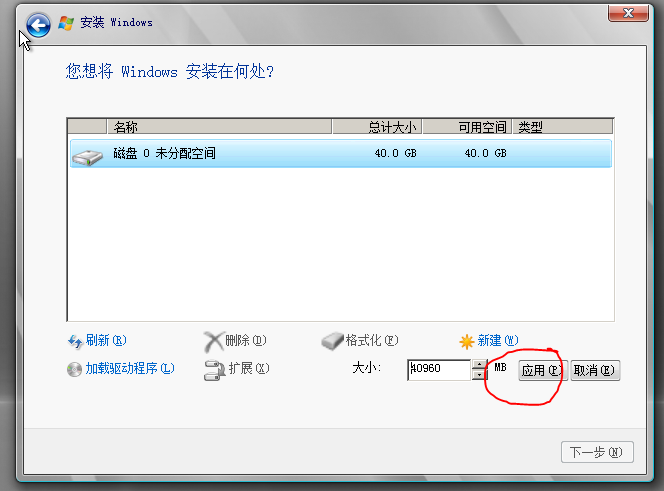 安装 Windows
您想将 Windows 安装在何处?
名称 总计大小 可用空间 类型
磁盘 0 未分配空间 40.0 GB 40.0 GB
刷新(R) 删除(D) 格式化(F) 新建(W)
加载驱动程序(L) 扩展(X) 大小: 40960 MB 应用(P) 取消(E)
下一步(N)